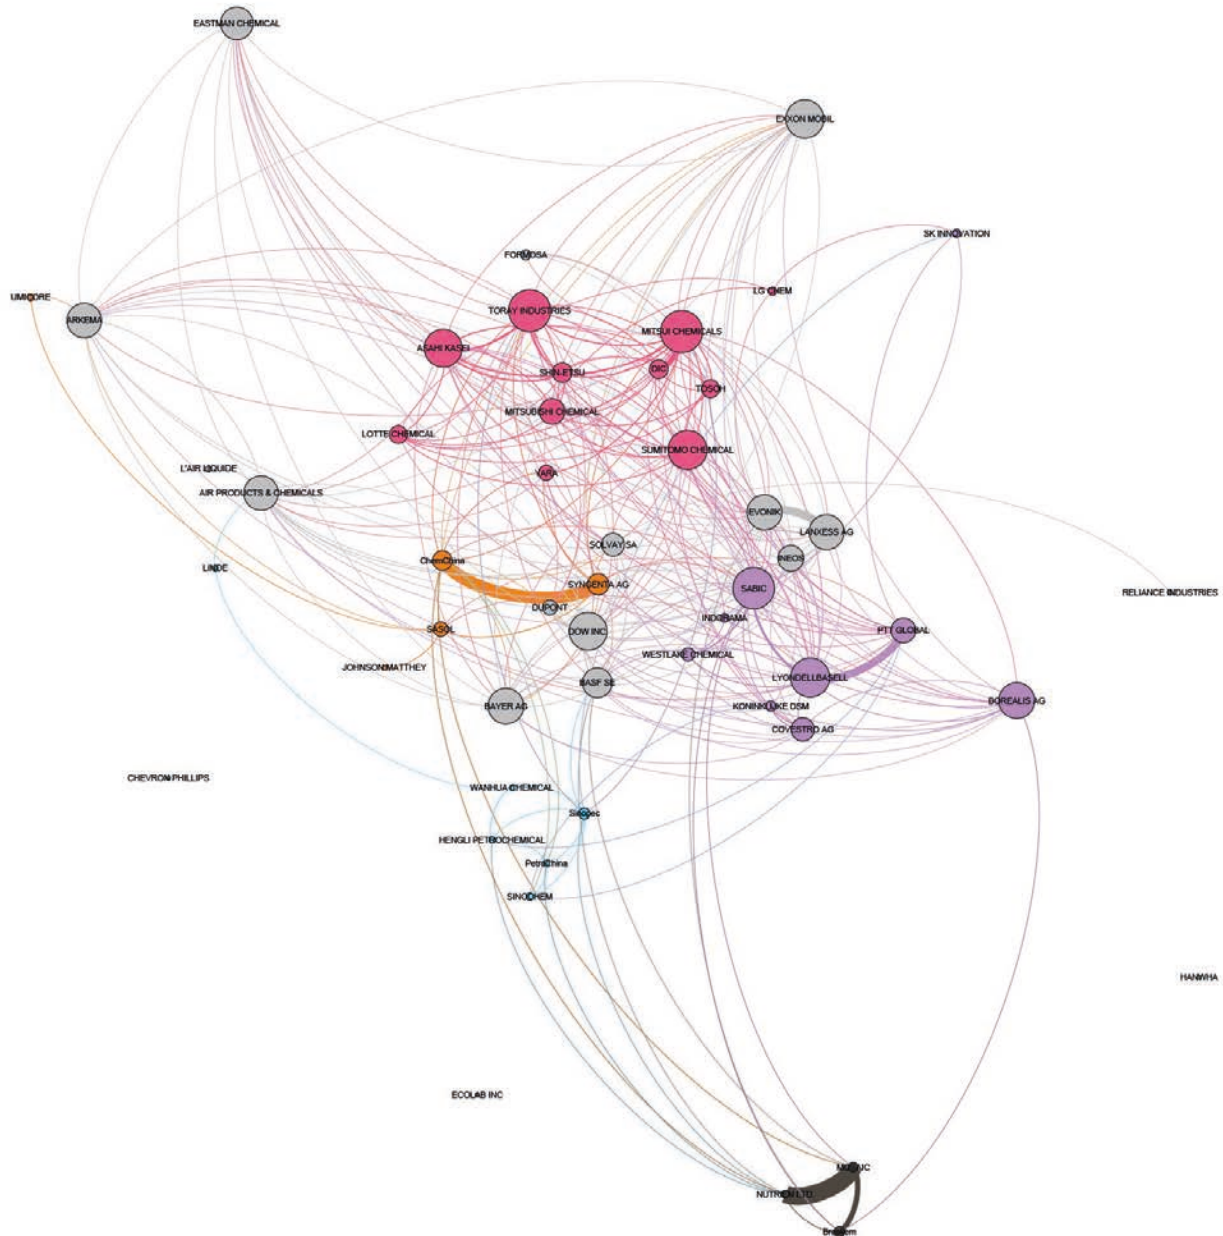 EASTMAN CHEMICAL
EXXON MOBIL
SK INNOVATION
FORMOSA
LG CHEM
UMICORE
ARKEMA
TORAY INDUSTRIES
MITSUI CHEMICALS
ASAHI KASEI
SHIN-ETSU
DIC
TOSOH
MITSUBISHI CHEMICAL
LOTTE CHEMICAL
SUMITOMO CHEMICAL
L'AIR LIQUIDE
YARA
AIR PRODUCTS & CHEMICALS
EVONIK
LANXESS AG
SOLVAY SA
INEOS
ChemChina
LINDE
SYNGENTA AG
SABIC
RELIANCE INDUSTRIES
DUPONT
INDORAMA
SASOL
DOW INC.
PTT GLOBAL
WESTLAKE CHEMICAL
JOHNSON MATTHEY
BASF SE
LYONDELLBASELL
BAYER AG
KONINKLIJKE DSM
BOREALIS AG
COVESTRO AG
CHEVRON PHILLIPS
WANHUA CHEMICAL
Sinopec
HENGLI PETROCHEMICAL
PetroChina
SINOCHEM
HANWHA
ECOLAB INC
MOSAIC
NUTRIEN LTD.
Braskem